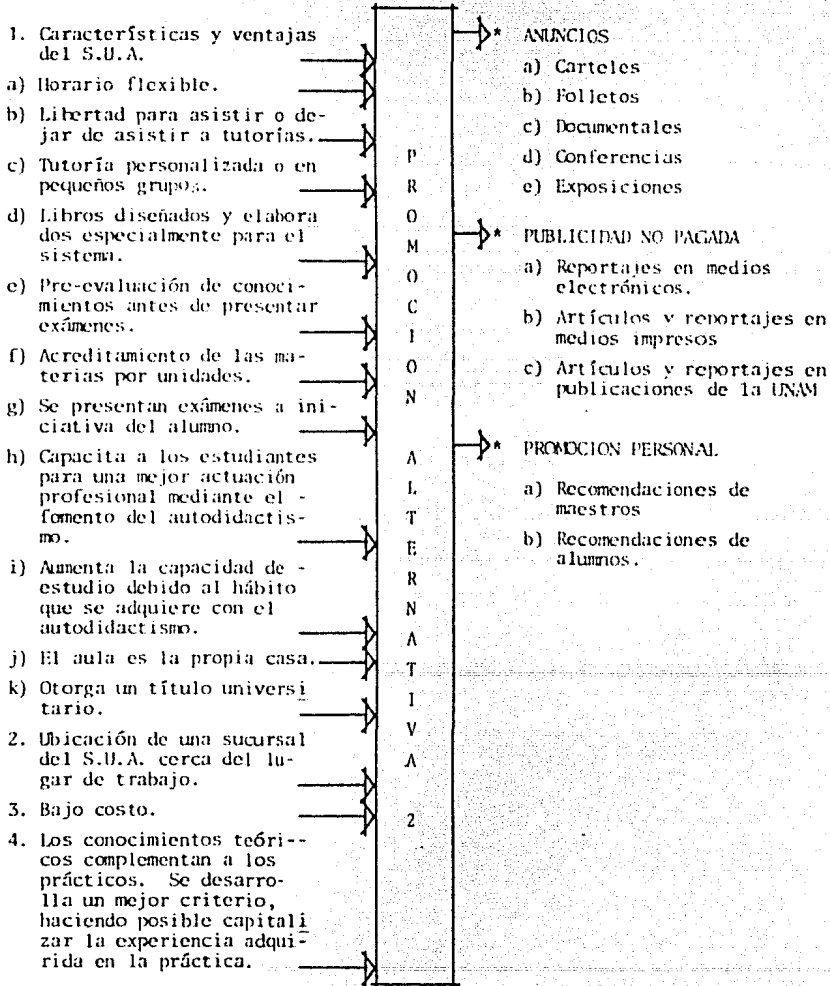 1. Características y ventajas
del S.U.A.
a) Horario flexible.
b) Libertad para asistir o de-
jar de asistir a tutorías.
c) Tutoría personalizada o en
pequeños grupos.
d) Libros diseñados y elabora
dos especialmente para el
sistema.
e) Pre-evaluación de conoci-
mientos antes de presentar
exámenes.
f) Acreditamiento de las ma-
terias por unidades.
g) Se presentan exámenes a ini-
ciativa del alumno.
h) Capacita a los estudiantes
para una mejor actuación
profesional mediante el -
fomento del autodidactis-
mo.
i) Aumenta la capacidad de -
estudio debido al hábito
que se adquiere con el
autodidactismo.
j) El aula es la propia casa.
k) Otorga un título universi
tario.
2. Ubicación de una sucursal
del S.U.A. cerca del lu-
gar de trabajo.
3. Bajo costo.
4. Los conocimientos teóri--
cos complementan a los
prácticos. Se desarro-
lla un mejor criterio,
haciendo posible capitali
zar la experiencia adqui-
rida en la práctica.
PROMOCION ALTERNATIVA 2
* ANUNCIOS
a) Carteles
b) Folletos
c) Documentales
d) Conferencias
e) Exposiciones
* PUBLICIDAD NO PAGADA
a) Reportajes en medios
electrónicos.
b) Artículos y reportajes en
medios impresos
c) Artículos y reportajes en
publicaciones de la UNAM
* PROMOCION PERSONAL
a) Recomendaciones de
maestros
b) Recomendaciones de
alumnos.